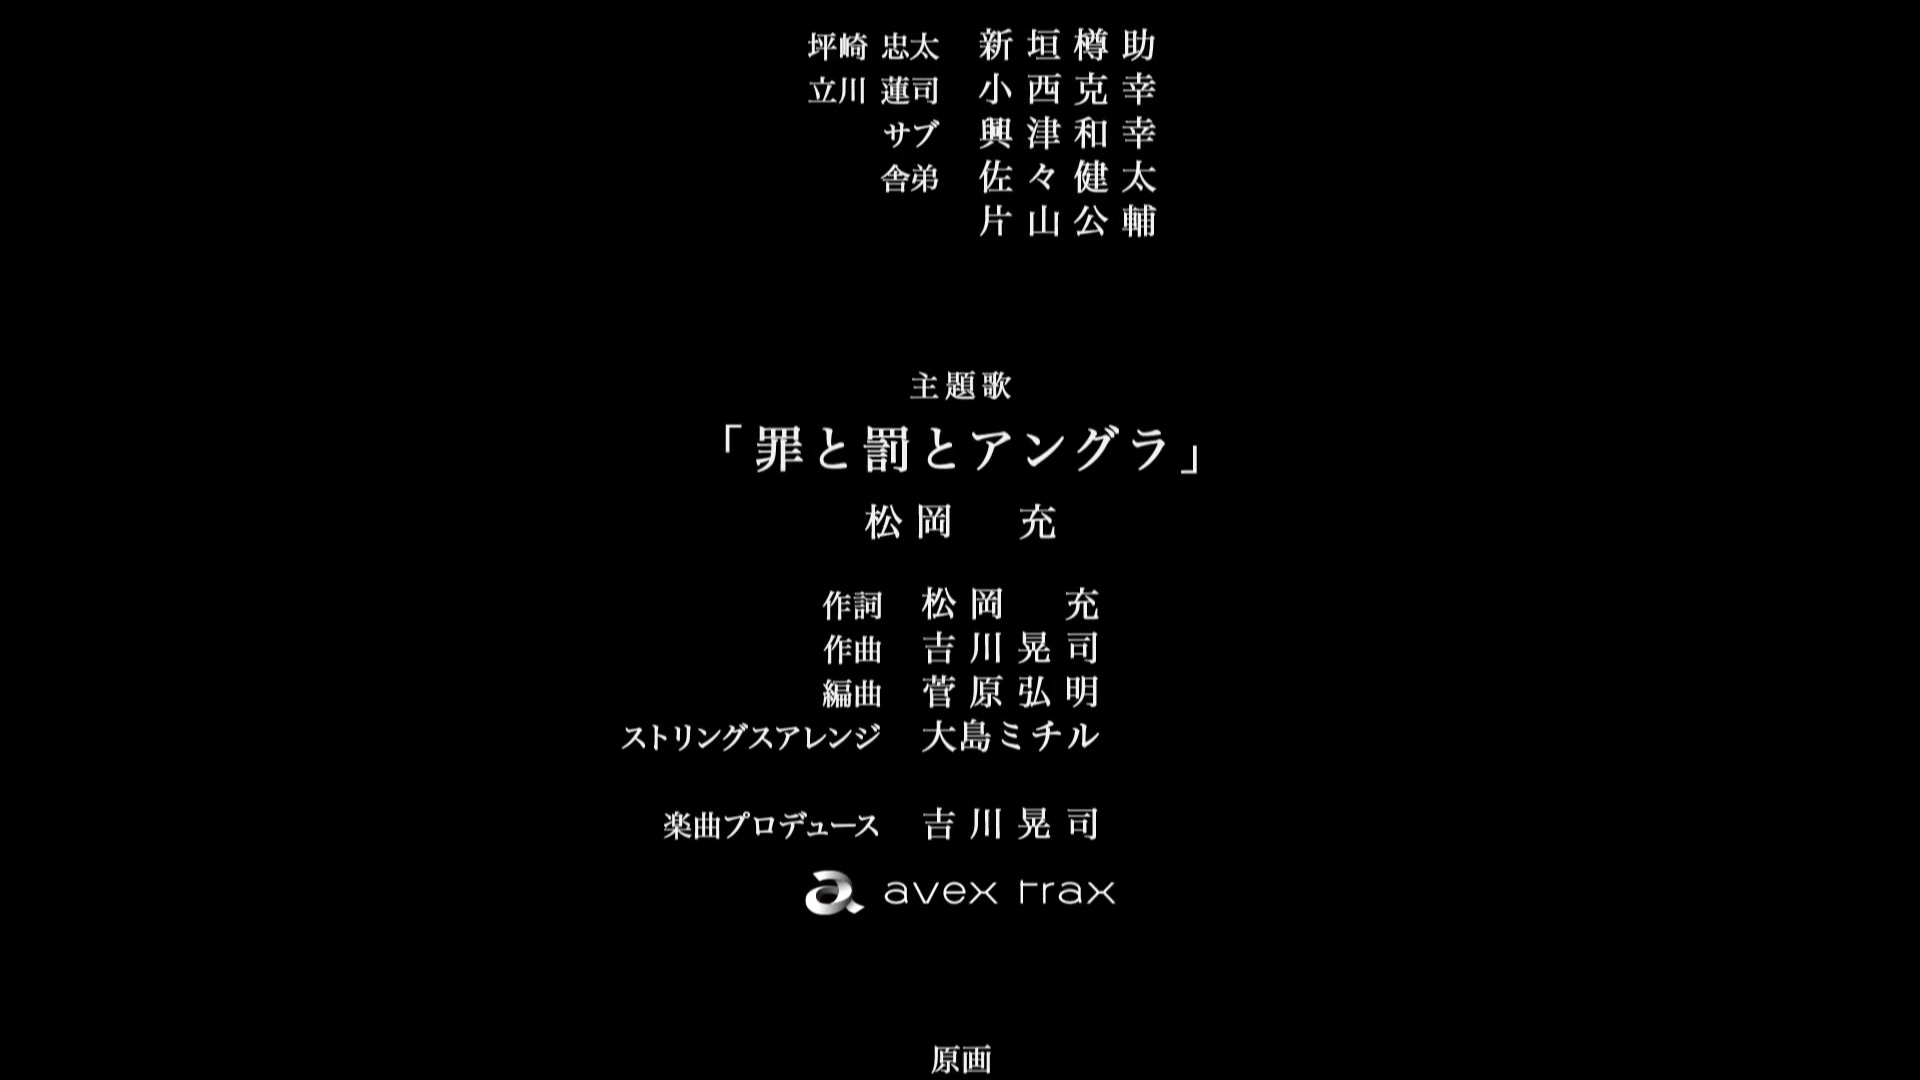 坪崎 忠太 新垣樽助
立川 蓮司 小西克幸
サブ 興津和幸
舎弟 佐々健太
片山公輔
主題歌
「罪と罰とアングラ」
松岡 充
作詞 松岡 充
作曲 吉川晃司
編曲 菅原弘明
ストリングスアレンジ 大島ミチル
楽曲プロデュース 吉川晃司
avex trax
原画